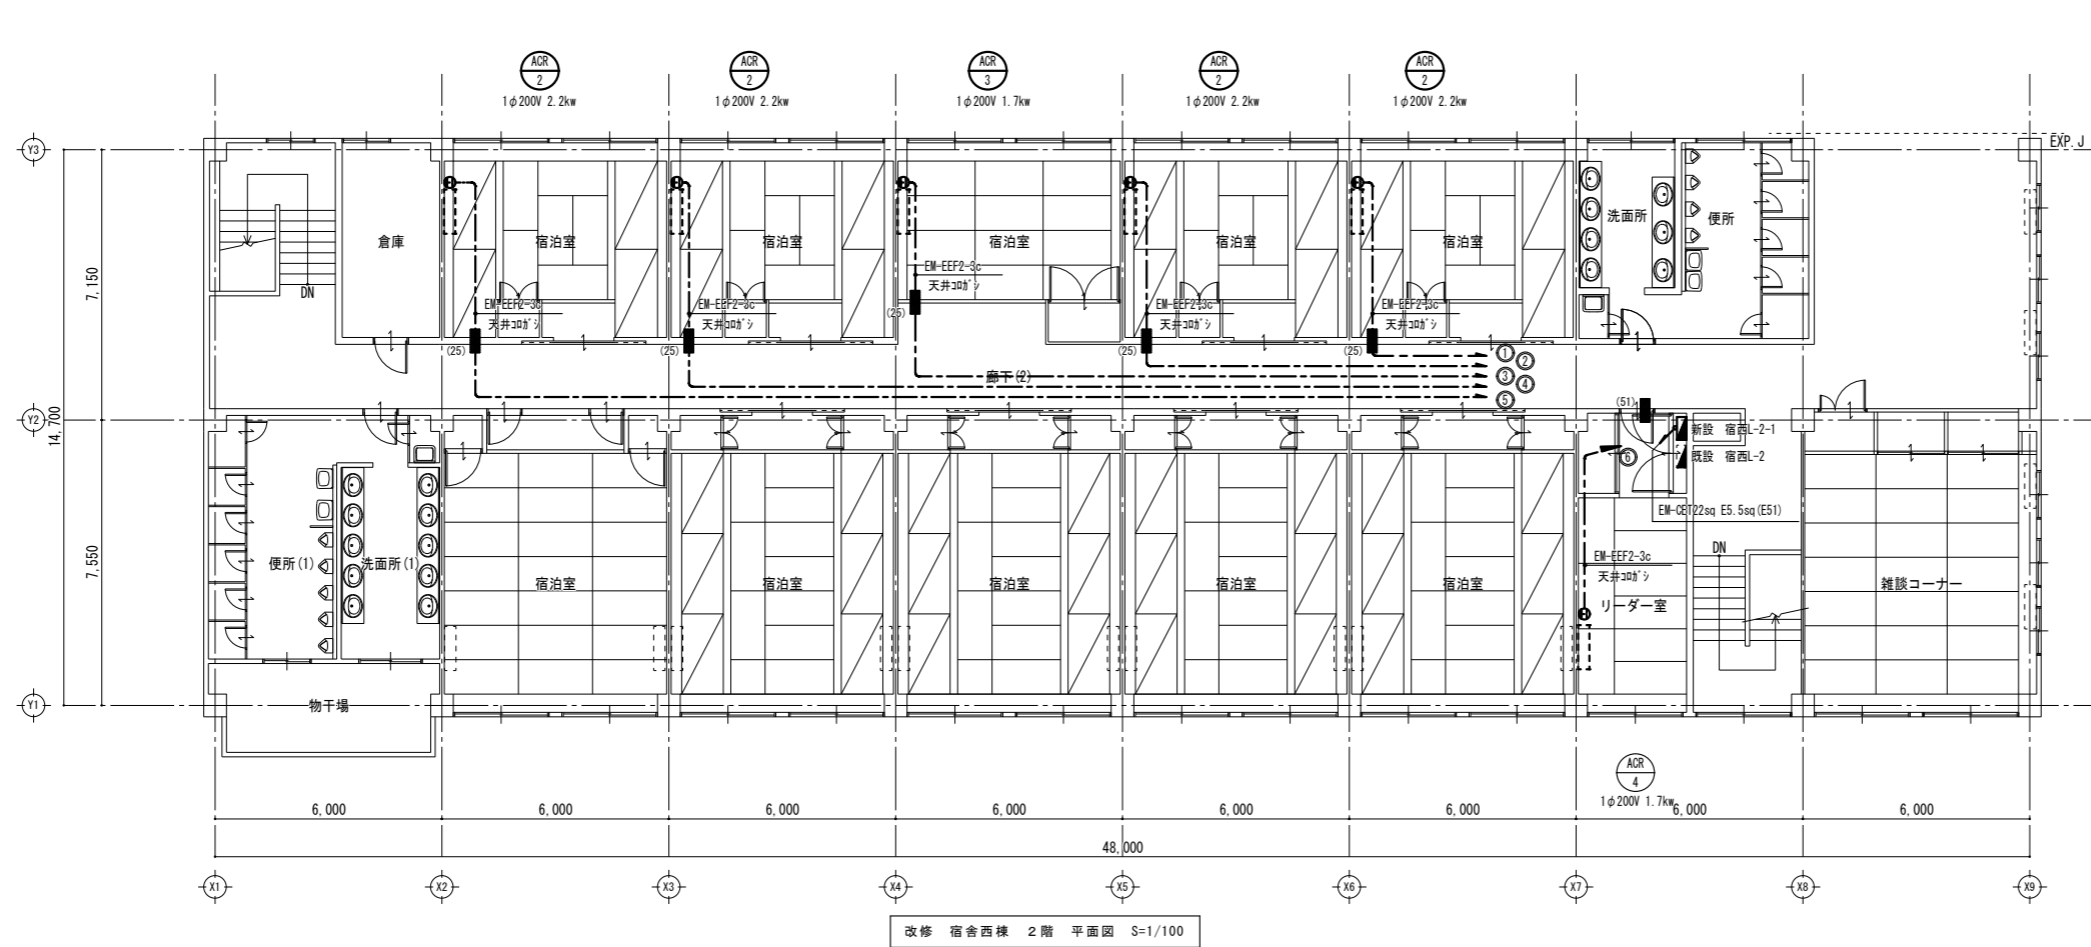 ACR
2
1φ200V 2.2kw
ACR
2
1φ200V 2.2kw
ACR
3
1φ200V 1.7kw
ACR
2
1φ200V 2.2kw
ACR
2
1φ200V 2.2kw
Y3
EXP.J
倉庫
宿泊室
宿泊室
宿泊室
宿泊室
宿泊室
洗面所
便所
7,150
DN
EM-EEF2-3c
天井コロガシ
(25)
EM-EEF2-3c
天井コロガシ
(25)
EM-EEF2-3c
天井コロガシ
(25)
EM-EEF2-3c
天井コロガシ
(25)
EM-EEF2-3c
天井コロガシ
(25)
廊下(2)
①
②
③
④
⑤
Y2
14,700
(51)
新設 宿西L-2-1
既設 宿西L-2
⑥
EM-CET22sq E5.5sq(E51)
7,550
便所(1)
洗面所(1)
宿泊室
宿泊室
宿泊室
宿泊室
宿泊室
EM-EEF2-3c
天井コロガシ
リーダー室
DN
雑談コーナー
Y1
物干場
ACR
4
1φ200V 1.7kw
6,000
6,000
6,000
6,000
6,000
6,000
6,000
6,000
48,000
X1
X2
X3
X4
X5
X6
X7
X8
X9
改修 宿舎西棟 2階 平面図 S=1/100